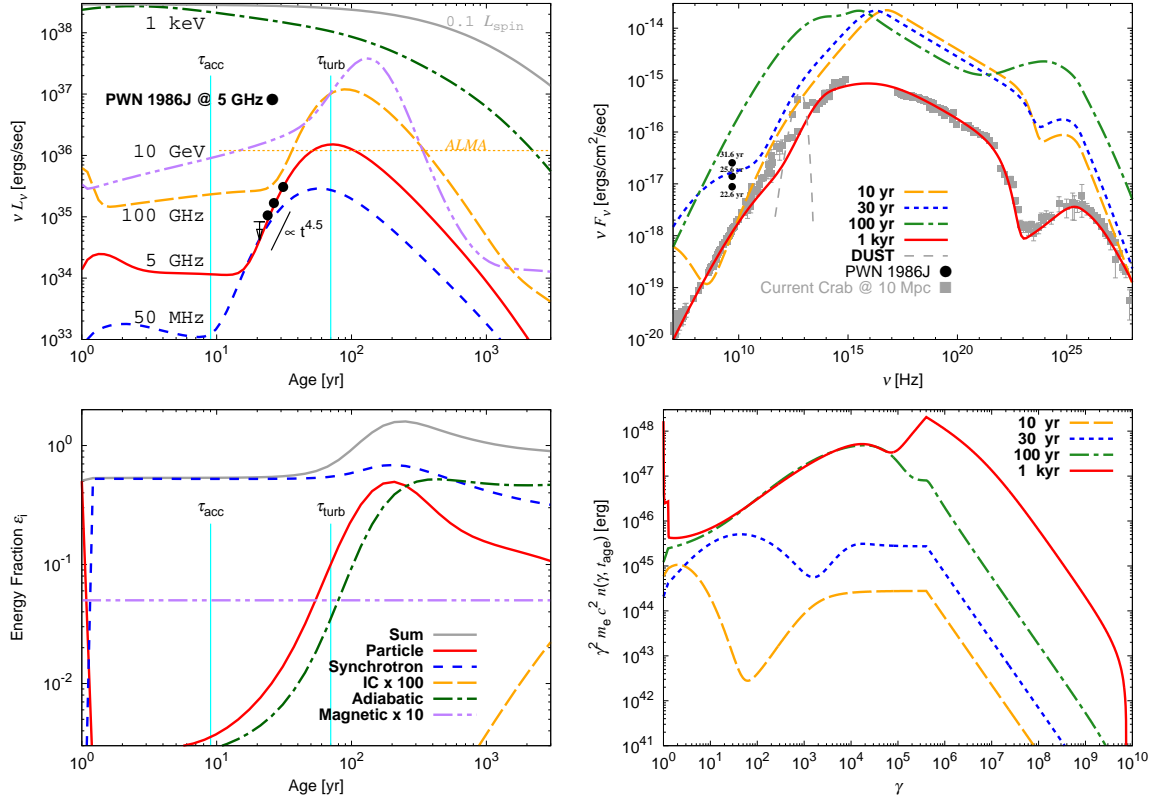 10^38
10^37
10^36
10^35
10^34
10^33
ν L_ν [ergs/sec]
1 keV
0.1 L_spin
τ_acc
τ_turb
PWN 1986J @ 5 GHz
10 GeV
ALMA
100 GHz
∝ t^4.5
5 GHz
50 MHz
10^0
10^1
10^2
10^3
Age [yr]
10^-14
10^-15
10^-16
10^-17
10^-18
10^-19
10^-20
ν F_ν [ergs/cm^2/sec]
31.6 yr
25.6 yr
22.6 yr
10 yr
30 yr
100 yr
1 kyr
DUST
PWN 1986J
Current Crab @ 10 Mpc
10^10
10^15
10^20
10^25
ν [Hz]
10^0
10^-1
10^-2
Energy Fraction ε_i
τ_acc
τ_turb
Sum
Particle
Synchrotron
IC x 100
Adiabatic
Magnetic x 10
10^0
10^1
10^2
10^3
Age [yr]
10^48
10^47
10^46
10^45
10^44
10^43
10^42
10^41
γ^2 m_e c^2 n(γ, t_age) [erg]
10 yr
30 yr
100 yr
1 kyr
10^0
10^1
10^2
10^3
10^4
10^5
10^6
10^7
10^8
10^9
10^10
γ